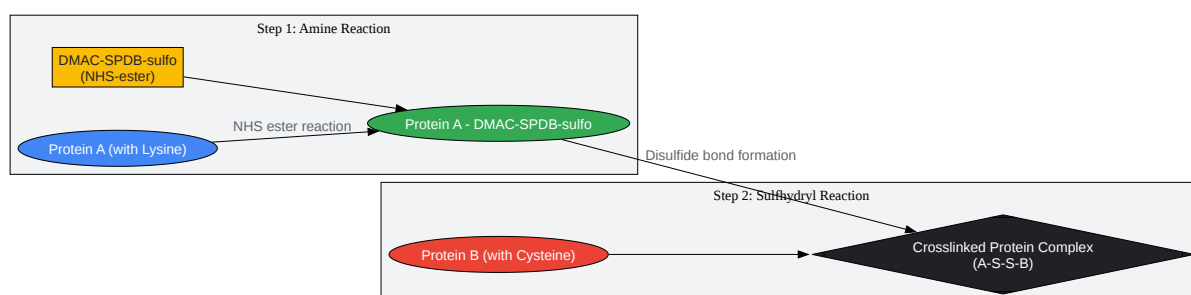 Step 1: Amine Reaction
DMAC-SPDB-sulfo
(NHS-ester)
NHS ester reaction
Protein A - DMAC-SPDB-sulfo
Protein A (with Lysine)
Disulfide bond formation
Step 2: Sulfhydryl Reaction
Protein B (with Cysteine)
Crosslinked Protein Complex
(A-S-S-B)